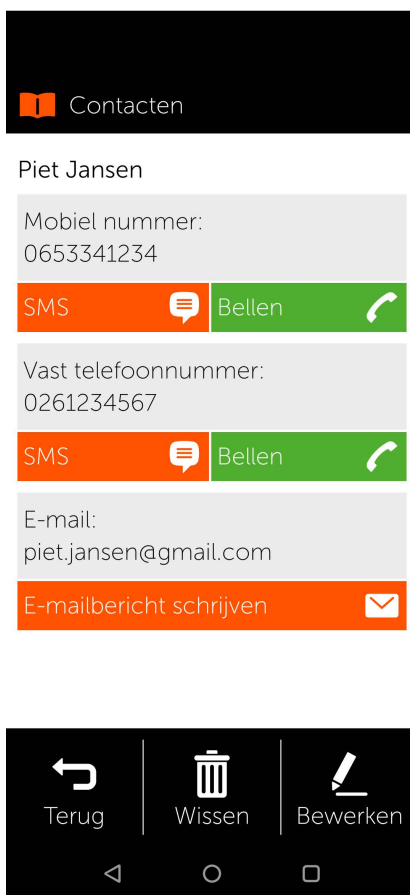 Contacten
Piet Jansen
Mobiel nummer:
0653341234
SMS
Bellen
Vast telefoonnummer:
0261234567
SMS
Bellen
E-mail:
piet.jansen@gmail.com
E-mailbericht schrijven
Terug
Wissen
Bewerken